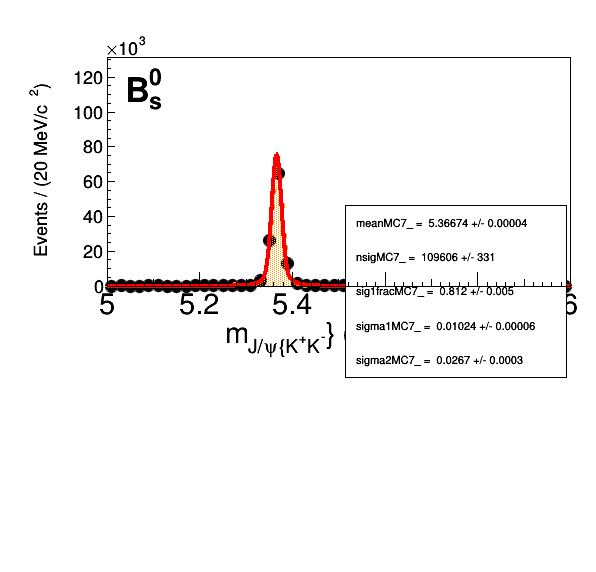 ×10³
120
100
80
60
40
20
0
Events / (20 MeV/c ²)
B⁰ₛ
meanMC7_ = 5.36674 +/- 0.00004
nsigMC7_ = 109606 +/- 331
sig1fracMC7_ = 0.812 +/- 0.005
sigma1MC7_ = 0.01024 +/- 0.00006
sigma2MC7_ = 0.0267 +/- 0.0003
5 5.2 5.4 6
m_J/ψ{K⁺K⁻}